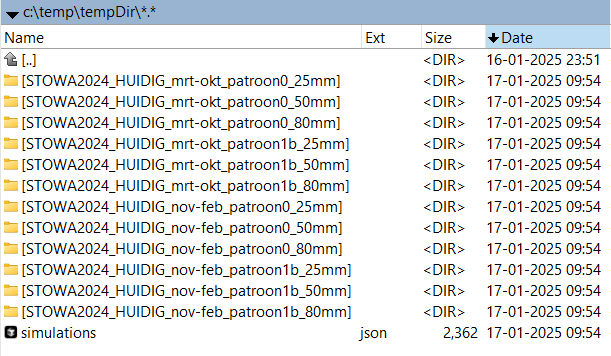 c:\temp\tempDir\*.*
Name Ext Size Date
[..] <DIR> 16-01-2025 23:51
[STOWA2024_HUIDIG_mrt-okt_patroon0_25mm] <DIR> 17-01-2025 09:54
[STOWA2024_HUIDIG_mrt-okt_patroon0_50mm] <DIR> 17-01-2025 09:54
[STOWA2024_HUIDIG_mrt-okt_patroon0_80mm] <DIR> 17-01-2025 09:54
[STOWA2024_HUIDIG_mrt-okt_patroon1b_25mm] <DIR> 17-01-2025 09:54
[STOWA2024_HUIDIG_mrt-okt_patroon1b_50mm] <DIR> 17-01-2025 09:54
[STOWA2024_HUIDIG_mrt-okt_patroon1b_80mm] <DIR> 17-01-2025 09:54
[STOWA2024_HUIDIG_nov-feb_patroon0_25mm] <DIR> 17-01-2025 09:54
[STOWA2024_HUIDIG_nov-feb_patroon0_50mm] <DIR> 17-01-2025 09:54
[STOWA2024_HUIDIG_nov-feb_patroon0_80mm] <DIR> 17-01-2025 09:54
[STOWA2024_HUIDIG_nov-feb_patroon1b_25mm] <DIR> 17-01-2025 09:54
[STOWA2024_HUIDIG_nov-feb_patroon1b_50mm] <DIR> 17-01-2025 09:54
[STOWA2024_HUIDIG_nov-feb_patroon1b_80mm] <DIR> 17-01-2025 09:54
simulations json 2,362 17-01-2025 09:54